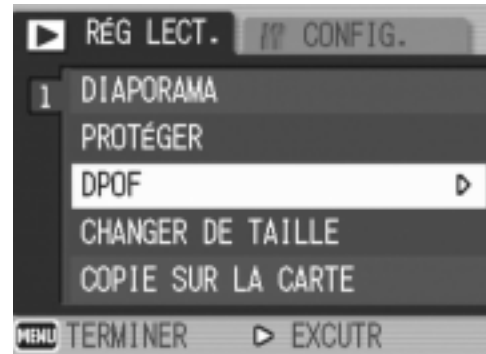 RÉG LECT. CONFIG.
1 DIAPORAMA
PROTÉGER
DPOF
CHANGER DE TAILLE
COPIE SUR LA CARTE
MENU TERMINER EXCUTR